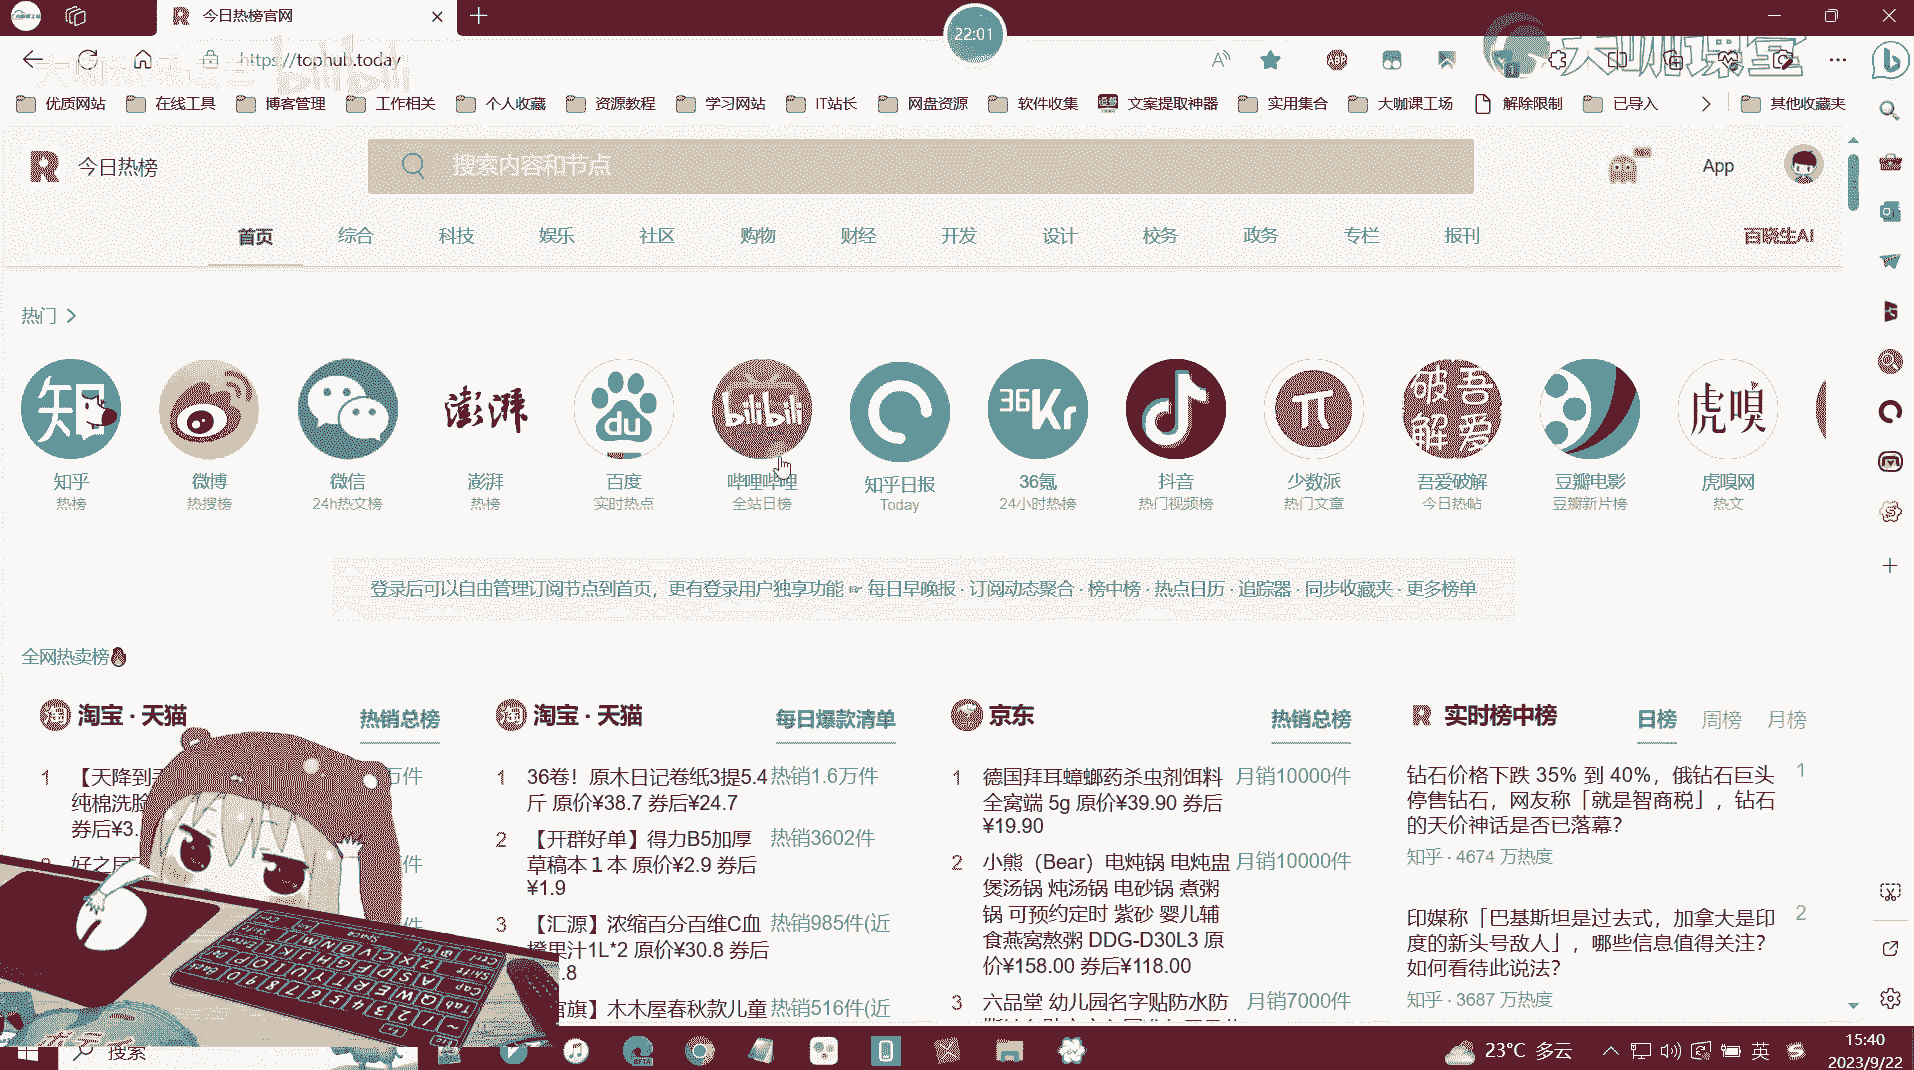 今日热榜官网
22:01
https://tophub.today
bilibili
大咖课堂
优质网站 在线工具 博客管理 工作相关 个人收藏 资源教程 学习网站 IT站长 网盘资源 软件收集 文案提取神器 实用集合 大咖课工场 解除限制 已导入 其他收藏夹
R 今日热榜 搜索内容和节点 App
首页 综合 科技 娱乐 社区 购物 财经 开发 设计 校务 政务 专栏 报刊 百晓生AI
热门
知 澎湃 du bilibili 36Kr π 吾爱破解 虎嗅
知乎 微博 微信 澎湃 百度 哔哩哔哩 知乎日报 36氪 抖音 少数派 吾爱破解 豆瓣电影 虎嗅网
热榜 热搜榜 24h热文榜 热榜 实时热点 全站日榜 Today 24小时热榜 热门视频榜 热门文章 今日热帖 豆瓣新片榜 热文
登录后可以自由管理订阅节点到首页，更有登录用户独享功能 ☞ 每日早晚报 · 订阅动态聚合 · 榜中榜 · 热点日历 · 追踪器 · 同步收藏夹 · 更多榜单
全网热卖榜
淘 淘宝 · 天猫 热销总榜
1 【天降到手
万件
纯棉洗脸
券后¥3.
件
件
淘 淘宝 · 天猫 每日爆款清单
1 36卷！原木日记卷纸3提5.4 热销1.6万件
斤 原价¥38.7 券后¥24.7
2 【开群好单】得力B5加厚 热销3602件
草稿本１本 原价¥2.9 券后
¥1.9
3 【汇源】浓缩百分百维C血 热销985件(近
橙果汁1L*2 原价¥30.8 券后
.8
官旗】木木屋春秋款儿童 热销516件(近
京东 热销总榜
1 德国拜耳蟑螂药杀虫剂饵料 月销10000件
全窝端 5g 原价¥39.90 券后
¥19.90
2 小熊（Bear）电炖锅 电炖盅 月销10000件
煲汤锅 炖汤锅 电砂锅 煮粥
锅 可预约定时 紫砂 婴儿辅
食燕窝熬粥 DDG-D30L3 原
价¥158.00 券后¥118.00
3 六品堂 幼儿园名字贴防水防 月销7000件
R 实时榜中榜 日榜 周榜 月榜
钻石价格下跌 35% 到 40%，俄钻石巨头 1
停售钻石，网友称「就是智商税」，钻石
的天价神话是否已落幕？
知乎 · 4674 万热度
印媒称「巴基斯坦是过去式，加拿大是印 2
度的新头号敌人」，哪些信息值得关注？
如何看待此说法？
知乎 · 3687 万热度
搜索
BETA
23°C 多云
英
15:40
2023/9/22